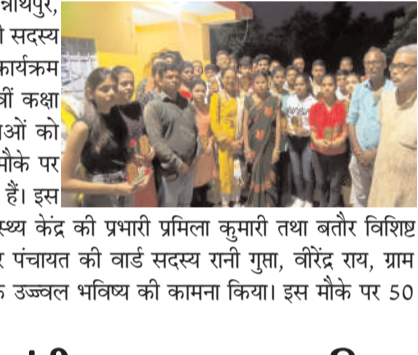 न्नाथपुर,
सदस्य
कार्यक्रम
वीं कक्षा
ओं को
मौके पर
हैं। इस
स्थ्य केंद्र की प्रभारी प्रमिला कुमारी तथा बतौर विशिष्ट
र पंचायत की वार्ड सदस्य रानी गुप्ता, वीरेंद्र राय, ग्राम
के उज्ज्वल भविष्य की कामना किया। इस मौके पर 50